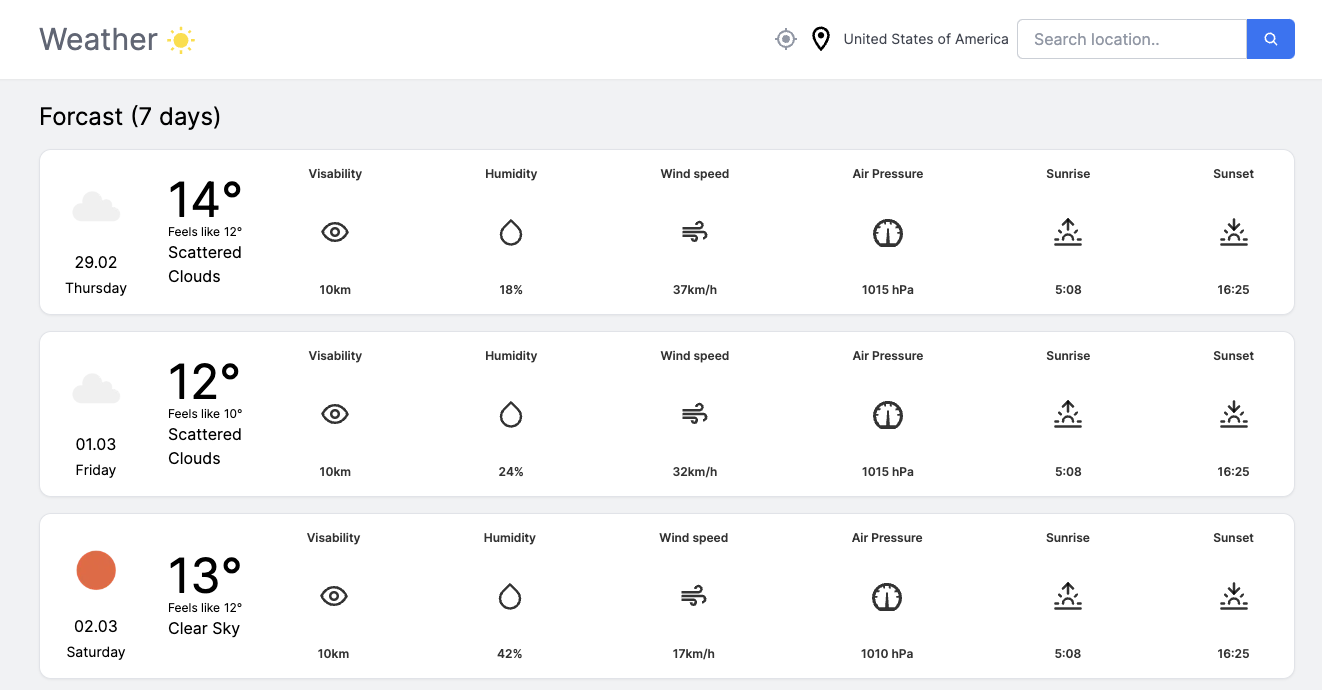 Weather
United States of America
Search location..
Forcast (7 days)
Visability Humidity Wind speed Air Pressure Sunrise Sunset
14°
Feels like 12°
Scattered
Clouds
29.02
Thursday
10km 18% 37km/h 1015 hPa 5:08 16:25
Visability Humidity Wind speed Air Pressure Sunrise Sunset
12°
Feels like 10°
Scattered
Clouds
01.03
Friday
10km 24% 32km/h 1015 hPa 5:08 16:25
Visability Humidity Wind speed Air Pressure Sunrise Sunset
13°
Feels like 12°
Clear Sky
02.03
Saturday
10km 42% 17km/h 1010 hPa 5:08 16:25